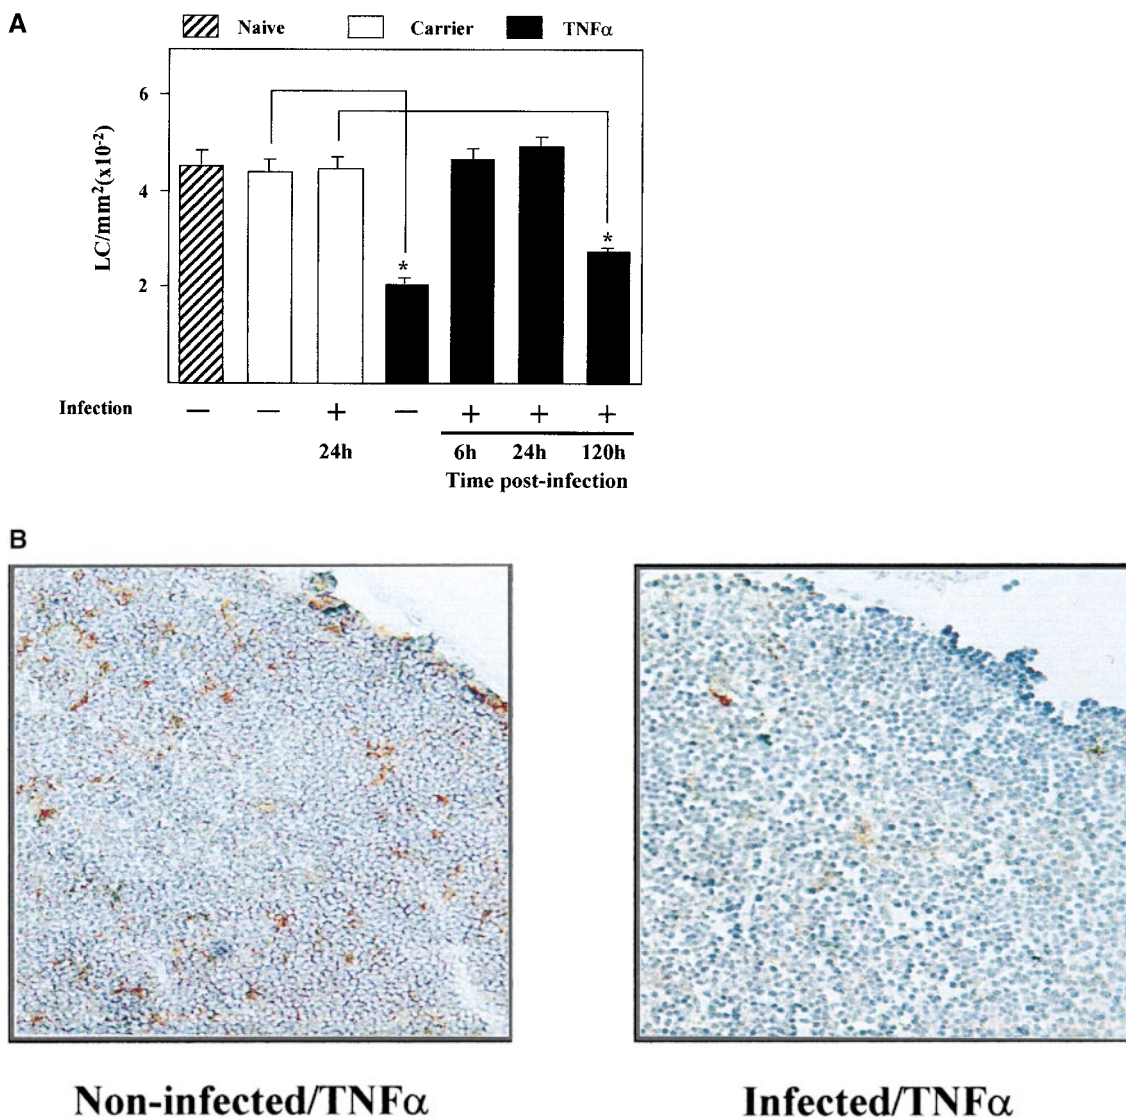 A
Naive Carrier TNFα
LC/mm²(x10⁻²)
6
4
2
* *
Infection — — + — + + +
24h 6h 24h 120h
Time post-infection
B
Non-infected/TNFα Infected/TNFα